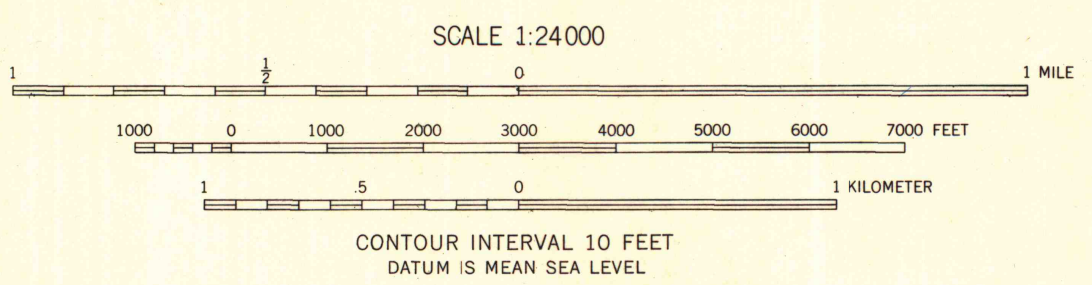 SCALE 1:24000
1 1/2 0 1 MILE
1000 0 1000 2000 3000 4000 5000 6000 7000 FEET
1 .5 0 1 KILOMETER
CONTOUR INTERVAL 10 FEET
DATUM IS MEAN SEA LEVEL